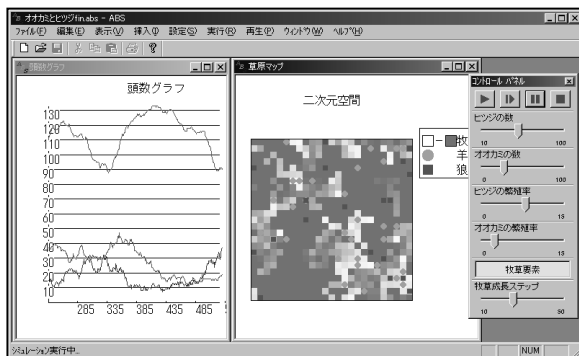 オオカミとヒツジfin.abs - ABS
ファイル(F) 編集(E) 表示(V) 挿入(I) 設定(S) 実行(R) 再生(P) ウィンドウ(W) ヘルプ(H)
頭数グラフ
頭数グラフ
130
120
110
100
90
80
70
60
50
40
30
20
10
285 335 385 435 485
草原マップ
二次元空間
牧
羊
狼
コントロール パネル
ヒツジの数
10 100
オオカミの数
0 100
ヒツジの繁殖率
0 15
オオカミの繁殖率
0 15
牧草要素
牧草成長ステップ
10 50
シミュレーション実行中...
NUM